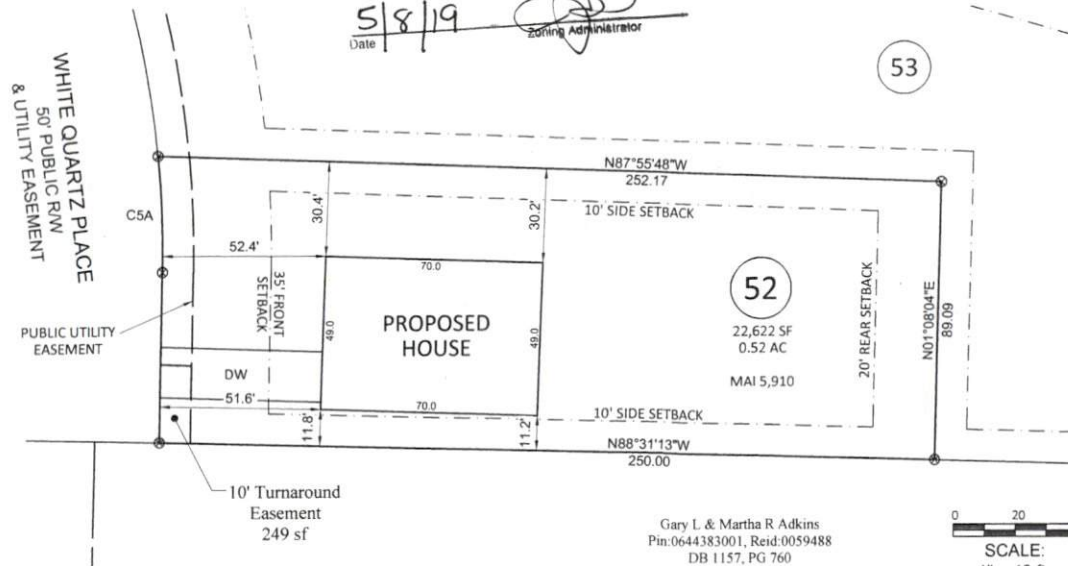 5/8/19
Date
Zoning Administrator
53
WHITE QUARTZ PLACE
50' PUBLIC R/W
& UTILITY EASEMENT
N87°55'48"W
252.17
C5A
30.4'
30.2'
10' SIDE SETBACK
52.4'
70.0
35' FRONT
SETBACK
49.0
PROPOSED
HOUSE
49.0
52
22,622 SF
0.52 AC
MAI 5,910
20' REAR SETBACK
N01°08'04"E
89.09
PUBLIC UTILITY
EASEMENT
DW
51.6'
70.0
10' SIDE SETBACK
11.8'
11.2'
N88°31'13"W
250.00
10' Turnaround
Easement
249 sf
Gary L & Martha R Adkins
Pin:0644383001, Reid:0059488
DB 1157, PG 760
0 20
SCALE: